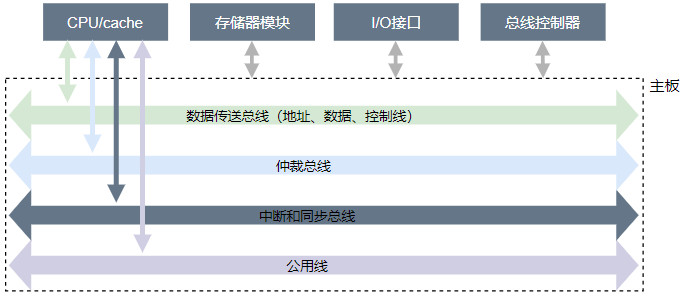 CPU/cache
存储器模块
I/O接口
总线控制器
主板
数据传送总线（地址、数据、控制线）
仲裁总线
中断和同步总线
公用线